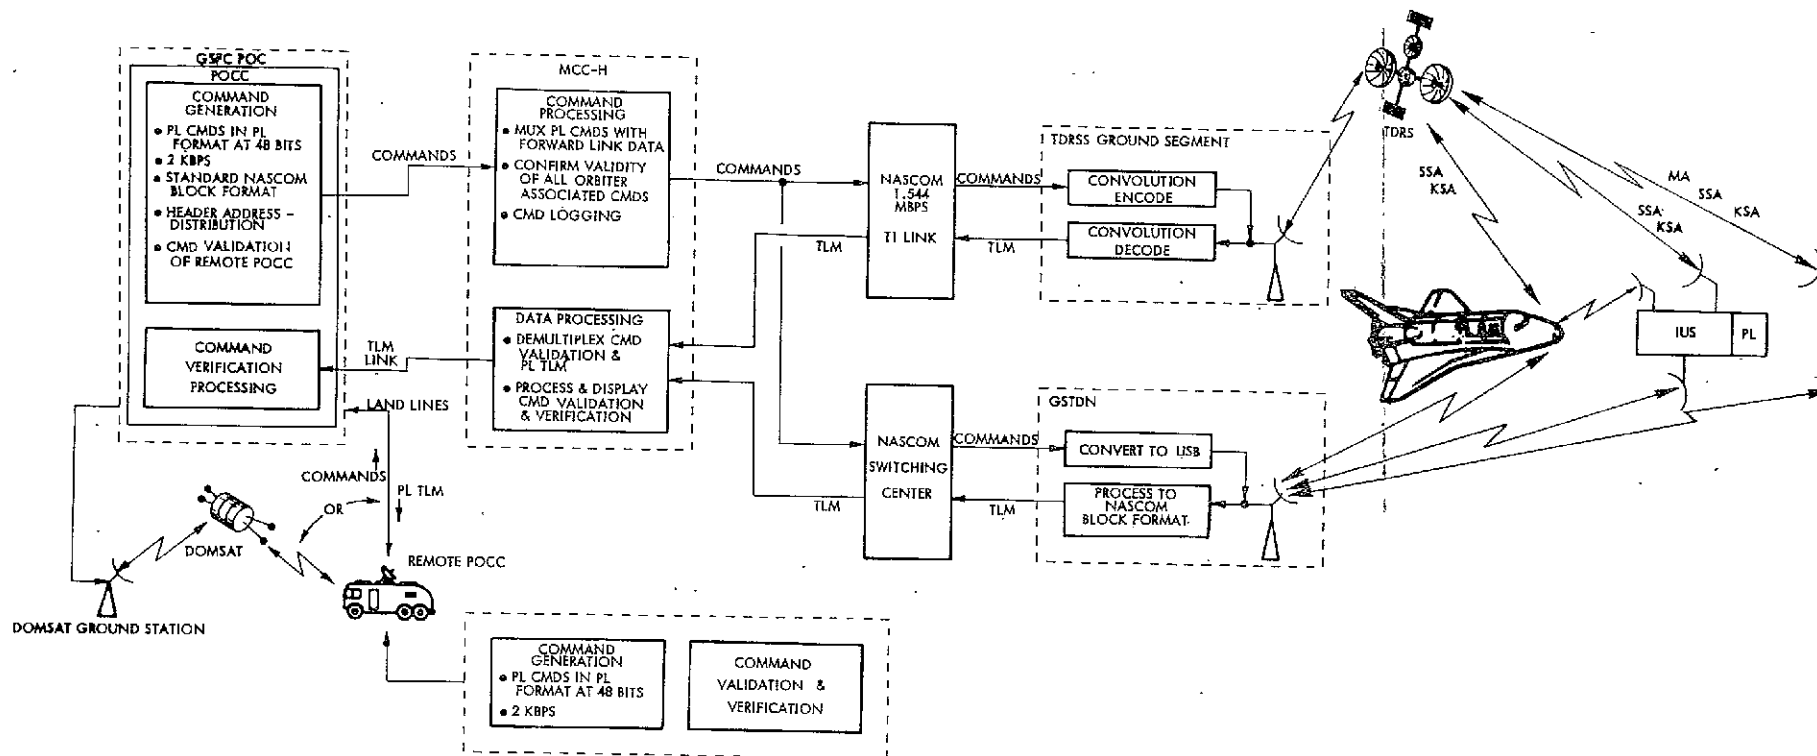 GSFC POC
POCC
COMMAND
GENERATION
• PL CMDS IN PL
FORMAT AT 48 BITS
• 2 KBPS
• STANDARD NASCOM
BLOCK FORMAT
• HEADER ADDRESS -
DISTRIBUTION
• CMD VALIDATION
OF REMOTE POCC
COMMAND
VERIFICATION
PROCESSING
COMMANDS
TLM
LINK
LAND LINES
MCC-H
COMMAND
PROCESSING
• MUX PL CMDS WITH
FORWARD LINK DATA
• CONFIRM VALIDITY
OF ALL ORBITER
ASSOCIATED CMDS
• CMD LOGGING
DATA PROCESSING
• DEMULTIPLEX CMD
VALIDATION &
PL TLM
• PROCESS & DISPLAY
CMD VALIDATION
& VERIFICATION
COMMANDS
TLM
TLM
NASCOM
1.544
MBPS
T1 LINK
COMMANDS
TLM
TDRSS GROUND SEGMENT
CONVOLUTION
ENCODE
CONVOLUTION
DECODE
NASCOM
SWITCHING
CENTER
COMMANDS
TLM
GSTDN
CONVERT TO USB
PROCESS TO
NASCOM
BLOCK FORMAT
TDRS
SSA
KSA
MA
SSA
KSA
SSA
KSA
IUS
PL
COMMANDS
PL TLM
OR
DOMSAT
REMOTE POCC
DOMSAT GROUND STATION
COMMAND
GENERATION
• PL CMDS IN PL
FORMAT AT 48 BITS
• 2 KBPS
COMMAND
VALIDATION &
VERIFICATION